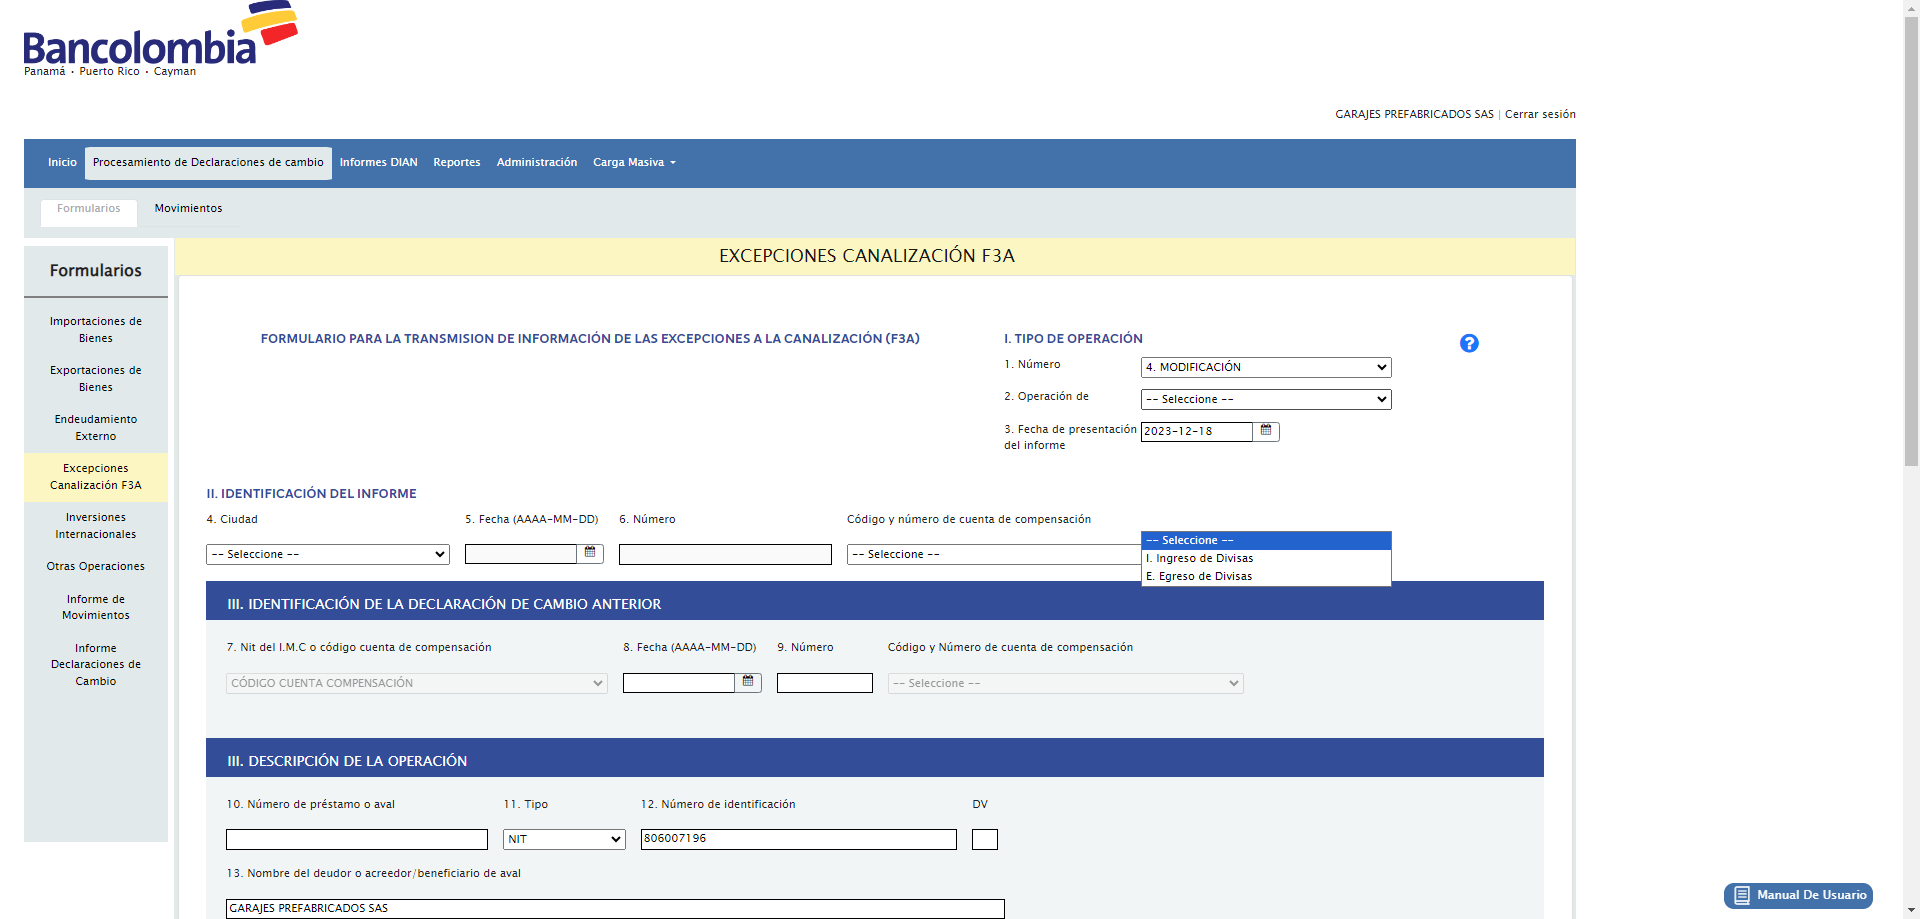 Bancolombia
Panamá • Puerto Rico • Cayman
GARAJES PREFABRICADOS SAS | Cerrar sesión
Inicio Procesamiento de Declaraciones de cambio Informes DIAN Reportes Administración Carga Masiva
Formularios Movimientos
Formularios
Importaciones de
Bienes
Exportaciones de
Bienes
Endeudamiento
Externo
Excepciones
Canalización F3A
Inversiones
Internacionales
Otras Operaciones
Informe de
Movimientos
Informe
Declaraciones de
Cambio
EXCEPCIONES CANALIZACIÓN F3A
FORMULARIO PARA LA TRANSMISION DE INFORMACIÓN DE LAS EXCEPCIONES A LA CANALIZACIÓN (F3A)
I. TIPO DE OPERACIÓN
?
1. Número 4. MODIFICACIÓN
2. Operación de -- Seleccione --
3. Fecha de presentación
del informe
2023-12-18
II. IDENTIFICACIÓN DEL INFORME
4. Ciudad 5. Fecha (AAAA-MM-DD) 6. Número Código y número de cuenta de compensación
-- Seleccione -- -- Seleccione --
-- Seleccione --
I. Ingreso de Divisas
E. Egreso de Divisas
III. IDENTIFICACIÓN DE LA DECLARACIÓN DE CAMBIO ANTERIOR
7. Nit del I.M.C o código cuenta de compensación 8. Fecha (AAAA-MM-DD) 9. Número Código y Número de cuenta de compensación
CÓDIGO CUENTA COMPENSACIÓN -- Seleccione --
III. DESCRIPCIÓN DE LA OPERACIÓN
10. Número de préstamo o aval 11. Tipo 12. Número de identificación DV
NIT 806007196
13. Nombre del deudor o acreedor/beneficiario de aval
GARAJES PREFABRICADOS SAS
Manual De Usuario